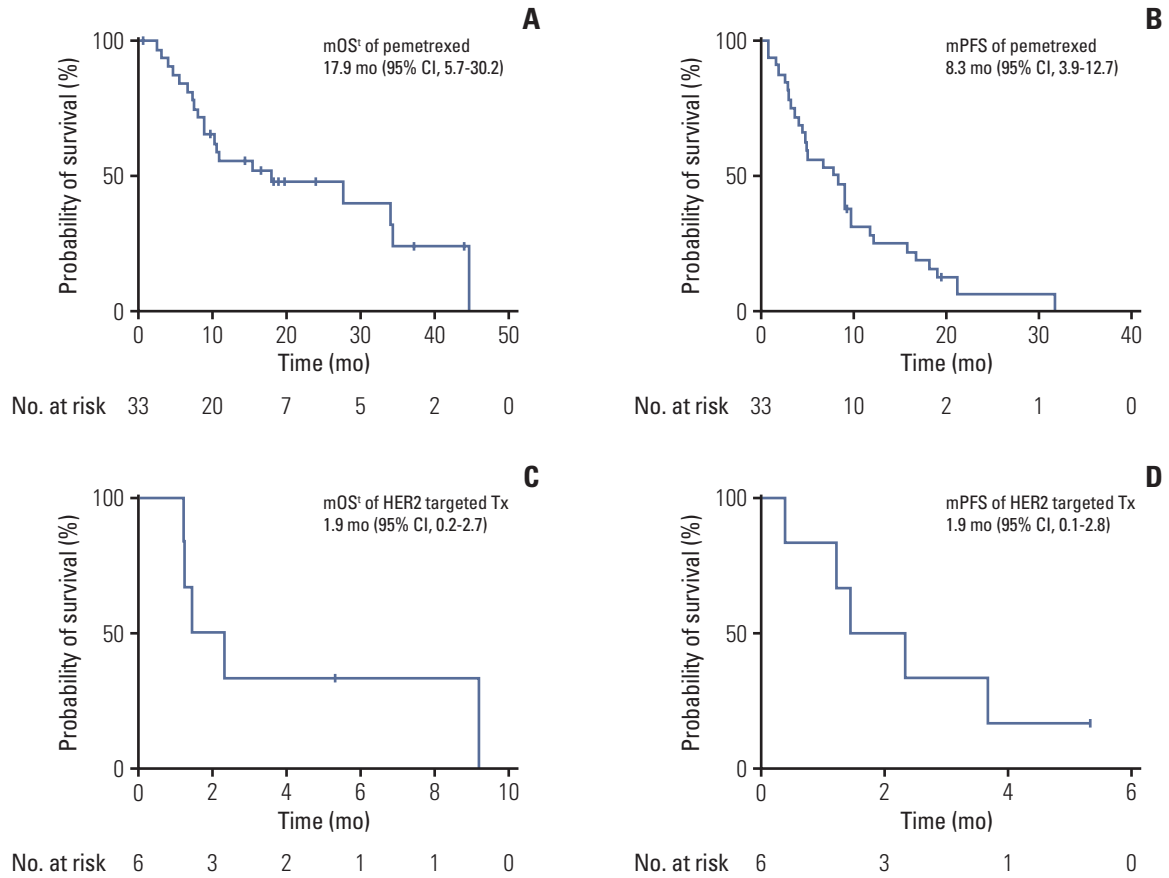 A
mOSᵗ of pemetrexed
17.9 mo (95% CI, 5.7-30.2)
Probability of survival (%)
100
50
0
0 10 20 30 40 50
Time (mo)
No. at risk 33 20 7 5 2 0
B
mPFS of pemetrexed
8.3 mo (95% CI, 3.9-12.7)
Probability of survival (%)
100
50
0
0 10 20 30 40
Time (mo)
No. at risk 33 10 2 1 0
C
mOSᵗ of HER2 targeted Tx
1.9 mo (95% CI, 0.2-2.7)
Probability of survival (%)
100
50
0
0 2 4 6 8 10
Time (mo)
No. at risk 6 3 2 1 1 0
D
mPFS of HER2 targeted Tx
1.9 mo (95% CI, 0.1-2.8)
Probability of survival (%)
100
50
0
0 2 4 6
Time (mo)
No. at risk 6 3 1 0